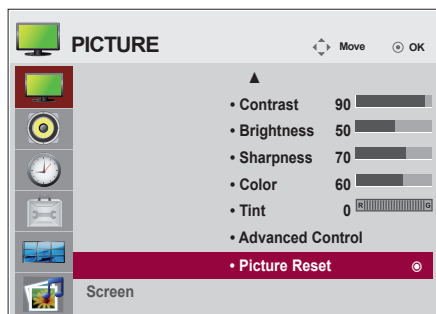 PICTURE Move OK
▲
• Contrast 90
• Brightness 50
• Sharpness 70
• Color 60
• Tint 0 R G
• Advanced Control
• Picture Reset
Screen